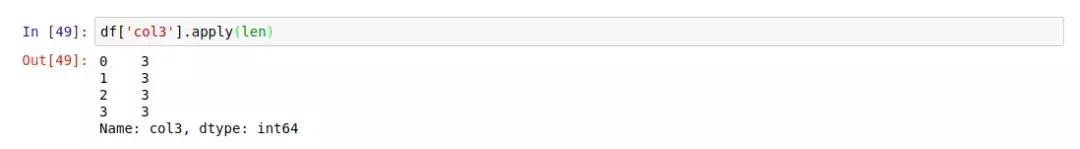 In [49]: df['col3'].apply(len)
Out[49]: 0    3
1    3
2    3
3    3
Name: col3, dtype: int64